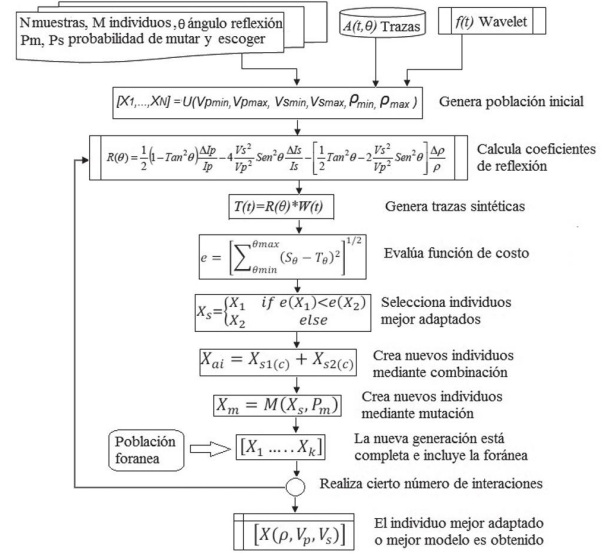 N muestras, M individuos, θ ángulo reflexión
Pm, Ps probabilidad de mutar y escoger
A(t,θ) Trazas
f(t) Wavelet
[X1,...,XN] = U(Vpmin,Vpmax, Vsmin,Vsmax, ρmin, ρmax )
Genera población inicial
R(θ) = 1/2 (1−Tan²θ) ΔIp/Ip − 4 Vs²/Vp² Sen²θ ΔIs/Is − [1/2 Tan²θ − 2 Vs²/Vp² Sen²θ] Δρ/ρ
Calcula coeficientes
de reflexión
T(t)=R(θ)*W(t)
Genera trazas sintéticas
e = [∑θmin^θmax (Sθ − Tθ)²]^1/2
Evalúa función de costo
Xs={X1 if e(X1)<e(X2)
X2 else
Selecciona individuos
mejor adaptados
Xai = Xs1(c) + Xs2(c)
Crea nuevos individuos
mediante combinación
Xm = M(Xs, Pm)
Crea nuevos individuos
mediante mutación
Población
foranea
[X1 ..... Xk]
La nueva generación está
completa e incluye la foránea
Realiza cierto número de interaciones
[X(ρ, Vp, Vs)]
El individuo mejor adaptado
o mejor modelo es obtenido